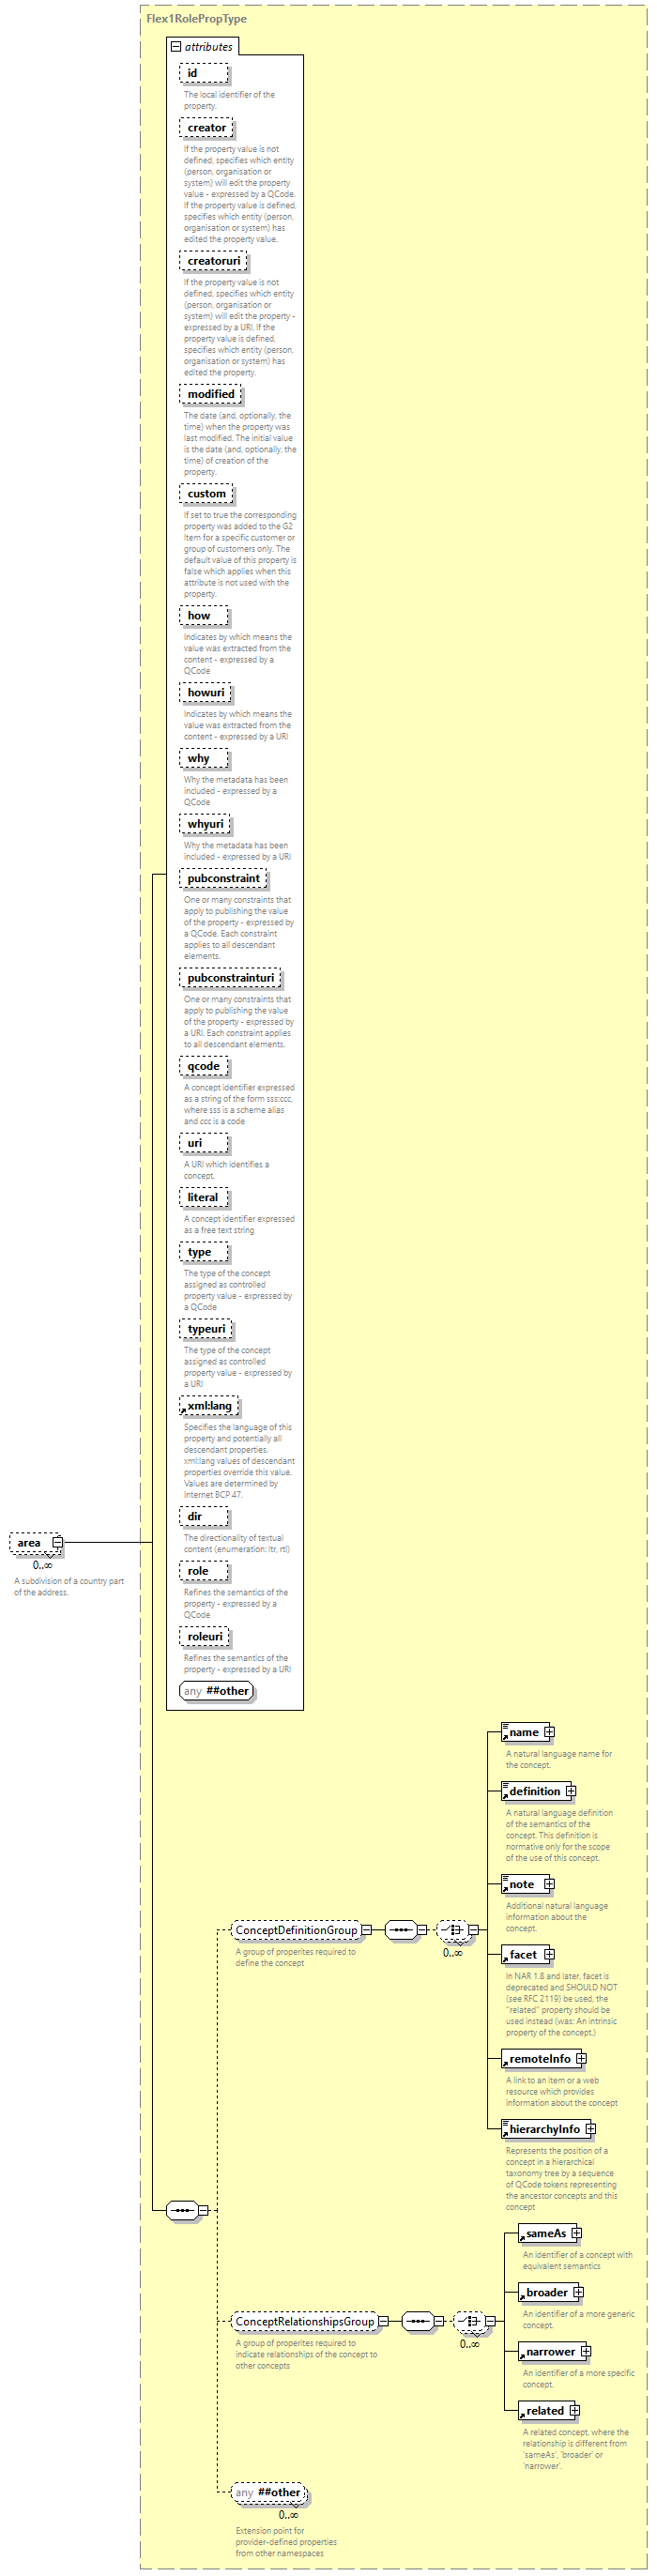 Flex1RolePropType
attributes
id
The local identifier of the
property.
creator
If the property value is not
defined, specifies which entity
(person, organisation or
system) will edit the property
value - expressed by a QCode.
If the property value is defined,
specifies which entity (person,
organisation or system) has
edited the property value.
creatoruri
If the property value is not
defined, specifies which entity
(person, organisation or
system) will edit the property -
expressed by a URI. If the
property value is defined,
specifies which entity (person,
organisation or system) has
edited the property.
modified
The date (and, optionally, the
time) when the property was
last modified. The initial value
is the date (and, optionally, the
time) of creation of the
property.
custom
If set to true the corresponding
property was added to the G2
Item for a specific customer or
group of customers only. The
default value of this property is
false which applies when this
attribute is not used with the
property.
how
Indicates by which means the
value was extracted from the
content - expressed by a
QCode
howuri
Indicates by which means the
value was extracted from the
content - expressed by a URI
why
Why the metadata has been
included - expressed by a
QCode
whyuri
Why the metadata has been
included - expressed by a URI
pubconstraint
One or many constraints that
apply to publishing the value
of the property - expressed by
a QCode. Each constraint
applies to all descendant
elements.
pubconstrainturi
One or many constraints that
apply to publishing the value
of the property - expressed by
a URI. Each constraint applies
to all descendant elements.
qcode
A concept identifier expressed
as a string of the form sss:ccc,
where sss is a scheme alias
and ccc is a code
uri
A URI which identifies a
concept.
literal
A concept identifier expressed
as a free text string
type
The type of the concept
assigned as controlled
property value - expressed by
a QCode
typeuri
The type of the concept
assigned as controlled
property value - expressed by
a URI
xml:lang
Specifies the language of this
property and potentially all
descendant properties.
xml:lang values of descendant
properties override this value.
Values are determined by
Internet BCP 47.
dir
The directionality of textual
content (enumeration: ltr, rtl)
role
Refines the semantics of the
property - expressed by a
QCode
roleuri
Refines the semantics of the
property - expressed by a URI
any ##other
area
0..∞
A subdivision of a country part
of the address.
name
A natural language name for
the concept.
definition
A natural language definition
of the semantics of the
concept. This definition is
normative only for the scope
of the use of this concept.
note
Additional natural language
information about the
concept.
ConceptDefinitionGroup
0..∞
A group of properites required to
define the concept
facet
In NAR 1.8 and later, facet is
deprecated and SHOULD NOT
(see RFC 2119) be used, the
"related" property should be
used instead (was: An intrinsic
property of the concept.)
remoteInfo
A link to an item or a web
resource which provides
information about the concept
hierarchyInfo
Represents the position of a
concept in a hierarchical
taxonomy tree by a sequence
of QCode tokens representing
the ancestor concepts and this
concept
sameAs
An identifier of a concept with
equivalent semantics
broader
An identifier of a more generic
concept.
ConceptRelationshipsGroup
0..∞
A group of properites required to
indicate relationships of the concept to
other concepts
narrower
An identifier of a more specific
concept.
related
A related concept, where the
relationship is different from
'sameAs', 'broader' or
'narrower'.
any ##other
0..∞
Extension point for
provider-defined properties
from other namespaces